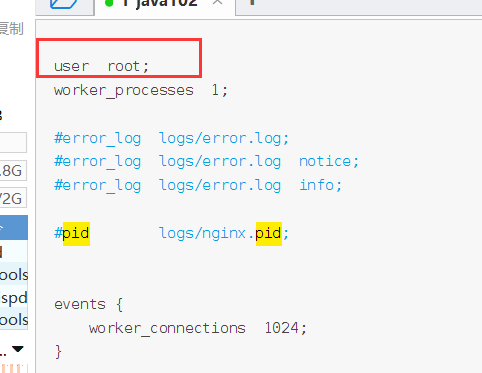 复制
1 java102
user  root;
worker_processes  1;
#error_log  logs/error.log;
#error_log  logs/error.log  notice;
#error_log  logs/error.log  info;
#pid        logs/nginx.pid;
events {
    worker_connections  1024;
}
.8G
/2G
ools
spd
ools